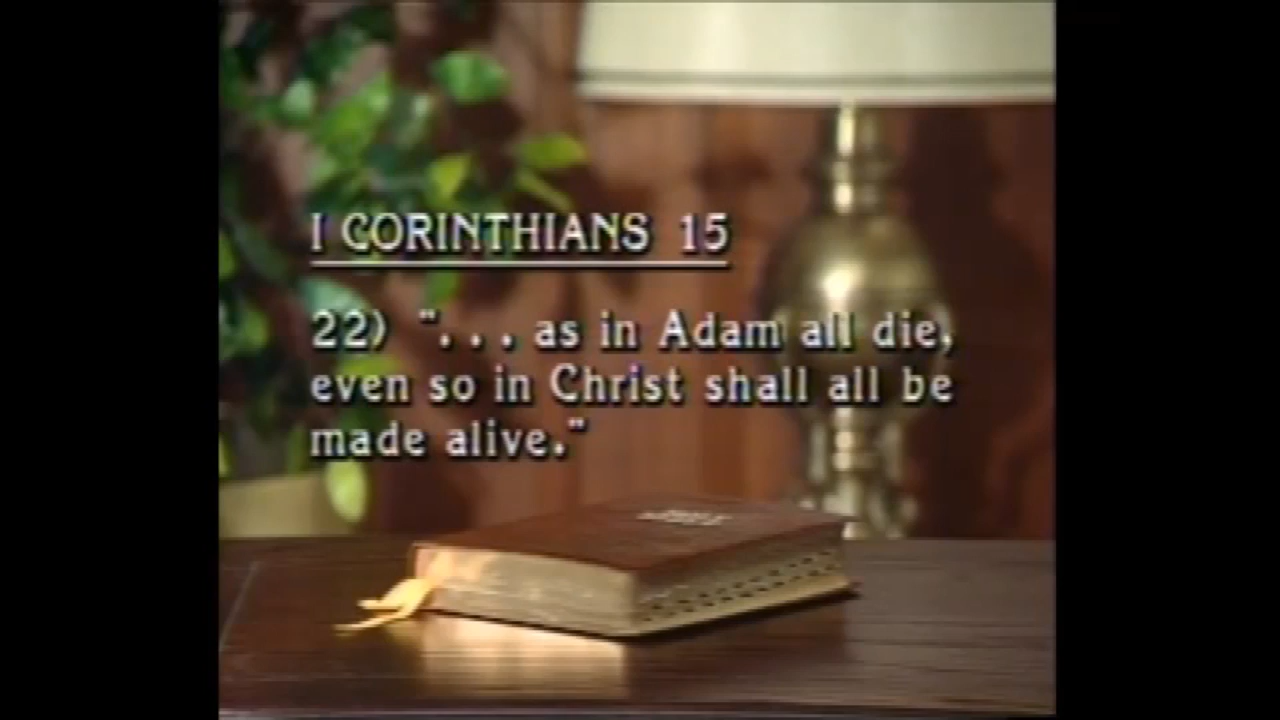 I CORINTHIANS 15
22) ". . . as in Adam all die,
even so in Christ shall all be
made alive."